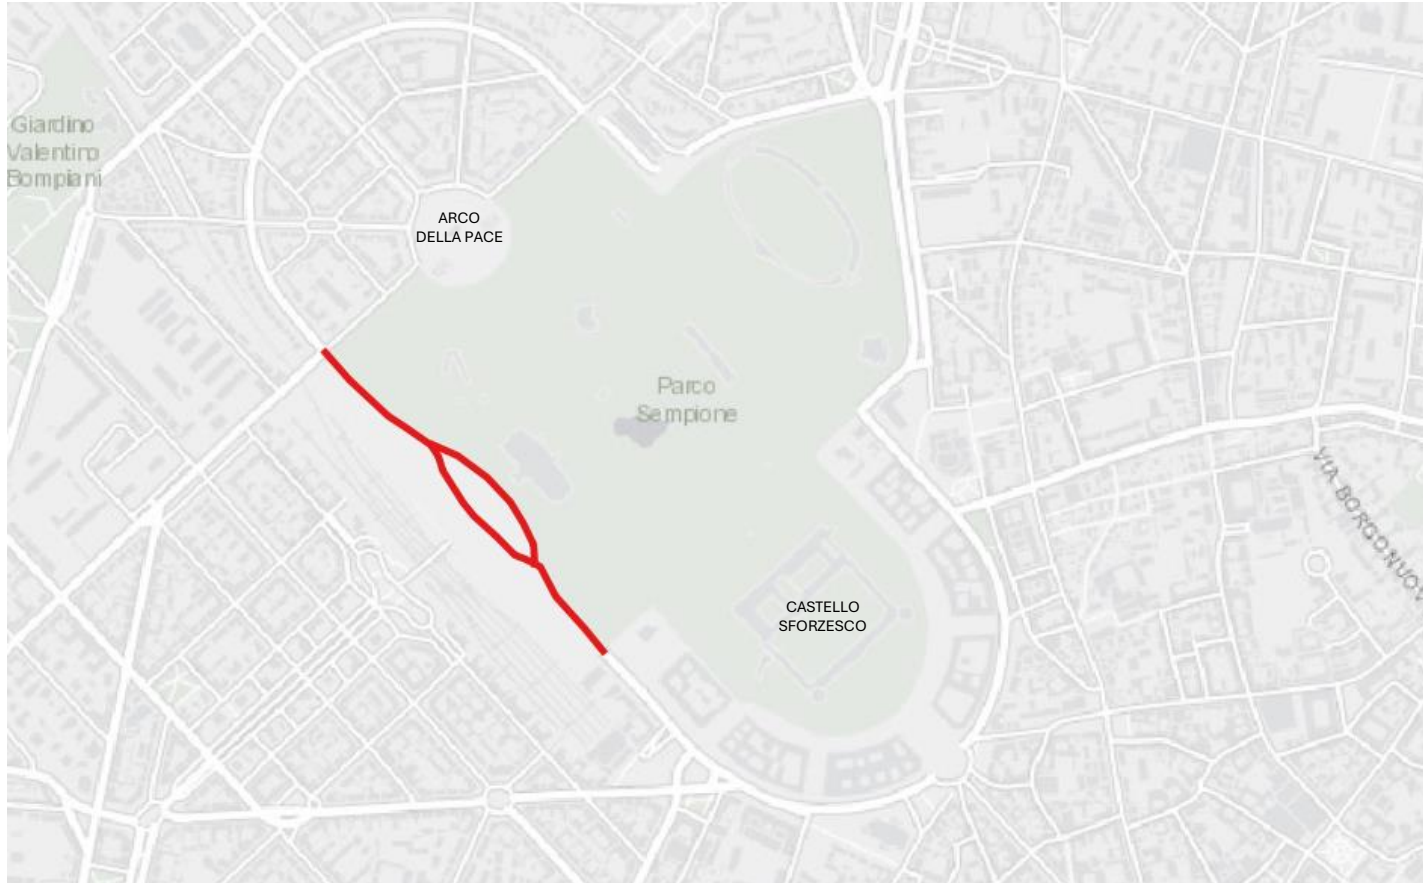 Giardino
Valentino
Bompiani
ARCO
DELLA PACE
Parco
Sempione
CASTELLO
SFORZESCO
VIA BORGONUOV